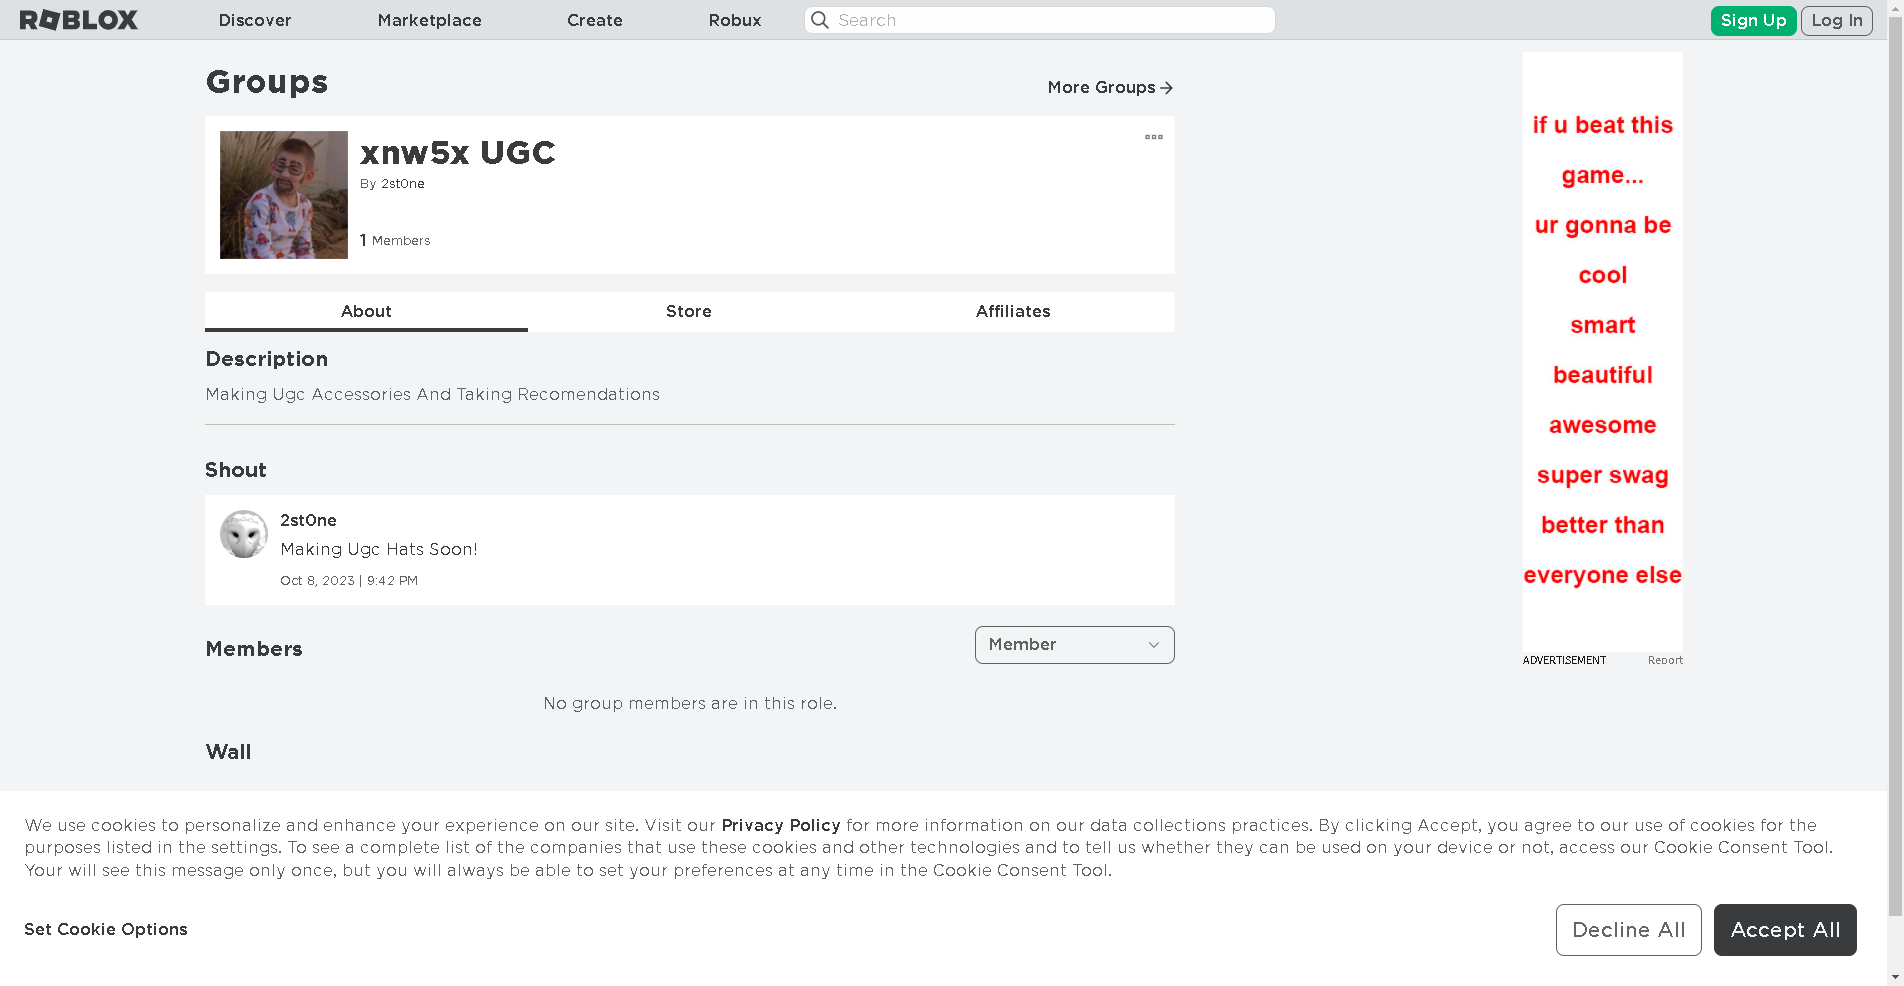 ROBLOX Discover Marketplace Create Robux Search Sign Up Log In
Groups
More Groups
xnw5x UGC
By 2st0ne
1 Members
About Store Affiliates
Description
Making Ugc Accessories And Taking Recomendations
Shout
2st0ne
Making Ugc Hats Soon!
Oct 8, 2023 | 9:42 PM
Members
Member
No group members are in this role.
Wall
if u beat this
game...
ur gonna be
cool
smart
beautiful
awesome
super swag
better than
everyone else
ADVERTISEMENT Report
We use cookies to personalize and enhance your experience on our site. Visit our Privacy Policy for more information on our data collections practices. By clicking Accept, you agree to our use of cookies for the
purposes listed in the settings. To see a complete list of the companies that use these cookies and other technologies and to tell us whether they can be used on your device or not, access our Cookie Consent Tool.
Your will see this message only once, but you will always be able to set your preferences at any time in the Cookie Consent Tool.
Set Cookie Options
Decline All
Accept All